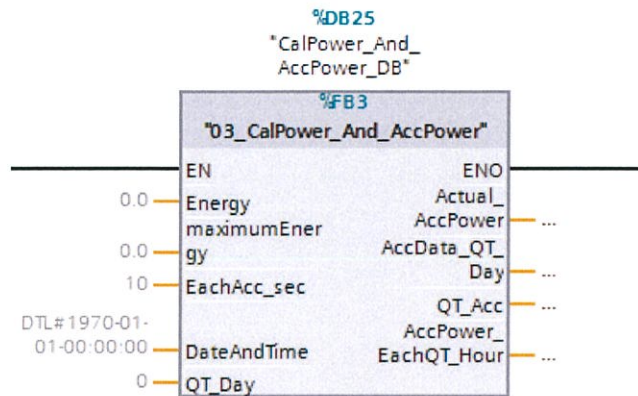 %DB25
"CalPower_And_
AccPower_DB"
%FB3
"03_CalPower_And_AccPower"
EN
ENO
0.0
Energy
Actual_
AccPower
...
0.0
maximumEner
gy
AccData_QT_
Day
...
10
EachAcc_sec
QT_Acc
...
DTL#1970-01-
01-00:00:00
DateAndTime
AccPower_
EachQT_Hour
...
0
QT_Day